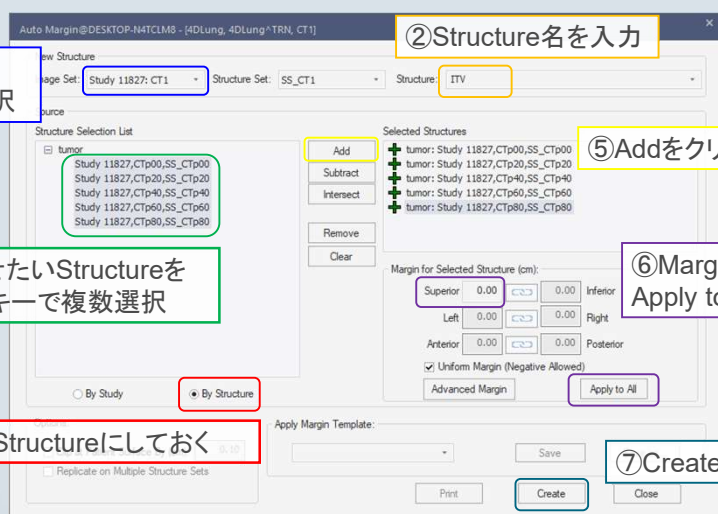 Auto Margin@DESKTOP-N4TCLM8 - [4DLung, 4DLung^TRN, CT1]
②Structure名を入力
New Structure
択
Image Set: Study 11827: CT1 Structure Set: SS_CT1 Structure: ITV
Source
Structure Selection List
Selected Structures
tumor
Study 11827,CTp00,SS_CTp00
Study 11827,CTp20,SS_CTp20
Study 11827,CTp40,SS_CTp40
Study 11827,CTp60,SS_CTp60
Study 11827,CTp80,SS_CTp80
Add
Subtract
Intersect
Remove
Clear
tumor: Study 11827,CTp00,SS_CTp00
tumor: Study 11827,CTp20,SS_CTp20
tumor: Study 11827,CTp40,SS_CTp40
tumor: Study 11827,CTp60,SS_CTp60
tumor: Study 11827,CTp80,SS_CTp80
⑤Addをクリ
せたいStructureを
キーで複数選択
Margin for Selected Structure (cm):
Superior 0.00 0.00 Inferior
Left 0.00 0.00 Right
Anterior 0.00 0.00 Posterior
Uniform Margin (Negative Allowed)
Advanced Margin Apply to All
⑥Marg
Apply to
By Study By Structure
Structureにしておく
Options
0.10
Replicate on Multiple Structure Sets
Apply Margin Template:
Save
⑦Create
Print Create Close